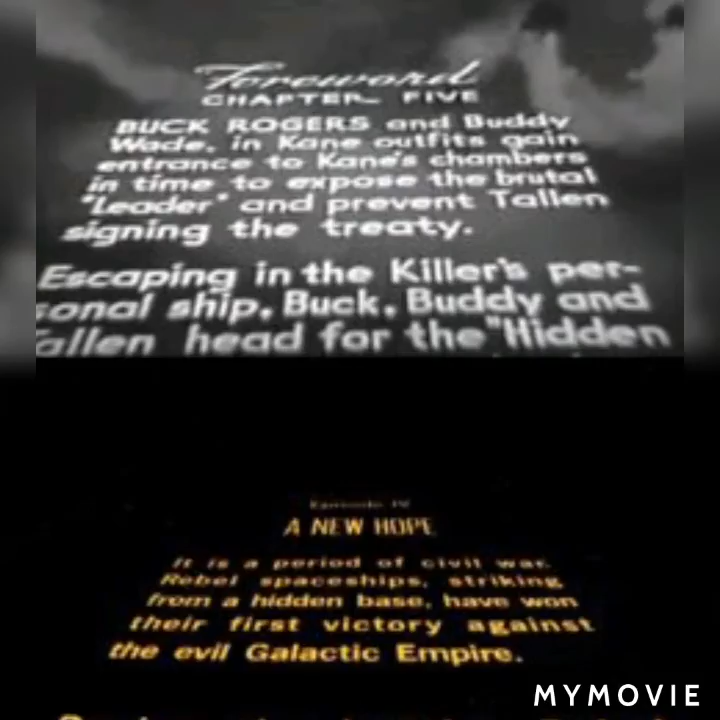 Foreword
CHAPTER FIVE
BUCK ROGERS and Buddy
Wade, in Kane outfits gain
entrance to Kane's chambers
in time to expose the brutal
"Leader" and prevent Tallen
signing the treaty.
Escaping in the Killer's per-
sonal ship, Buck, Buddy and
Tallen head for the "Hidden
Episode IV
A NEW HOPE
It is a period of civil war.
Rebel spaceships, striking
from a hidden base, have won
their first victory against
the evil Galactic Empire.
MYMOVIE